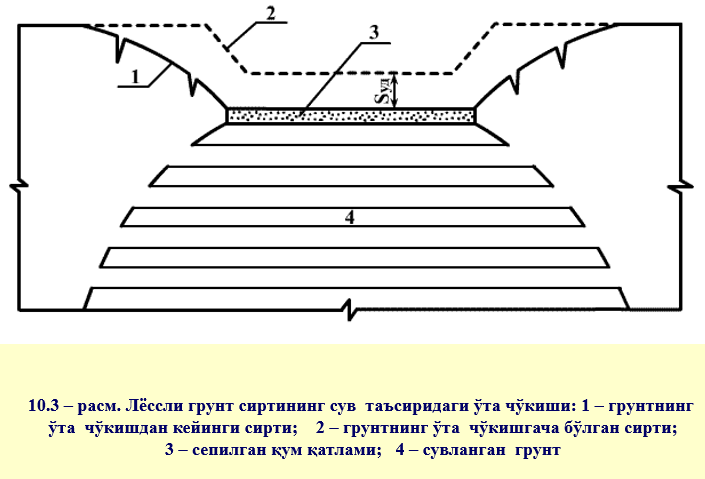 2
3
1
Sуд
4
10.3 – расм. Лёссли грунт сиртининг сув таъсиридаги ўта чўкиши: 1 – грунтнинг
ўта чўкишдан кейинги сирти; 2 – грунтнинг ўта чўкишгача бўлган сирти;
3 – сепилган қум қатлами; 4 – сувланган грунт